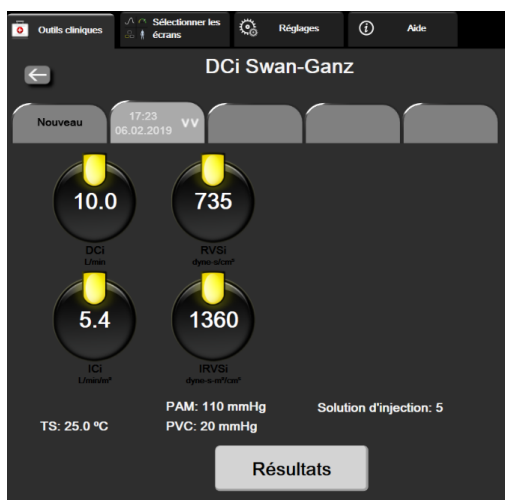 Outils cliniques
Sélectionner les
écrans
Réglages
Aide
DCi Swan-Ganz
Nouveau
17:23
06.02.2019
10.0
735
DCi
RVSi
L/min
dyne-s/cm⁵
5.4
1360
ICi
IRVSi
L/min/m²
dyne-s-m²/cm⁵
PAM: 110 mmHg
Solution d'injection: 5
TS: 25.0 ºC
PVC: 20 mmHg
Résultats